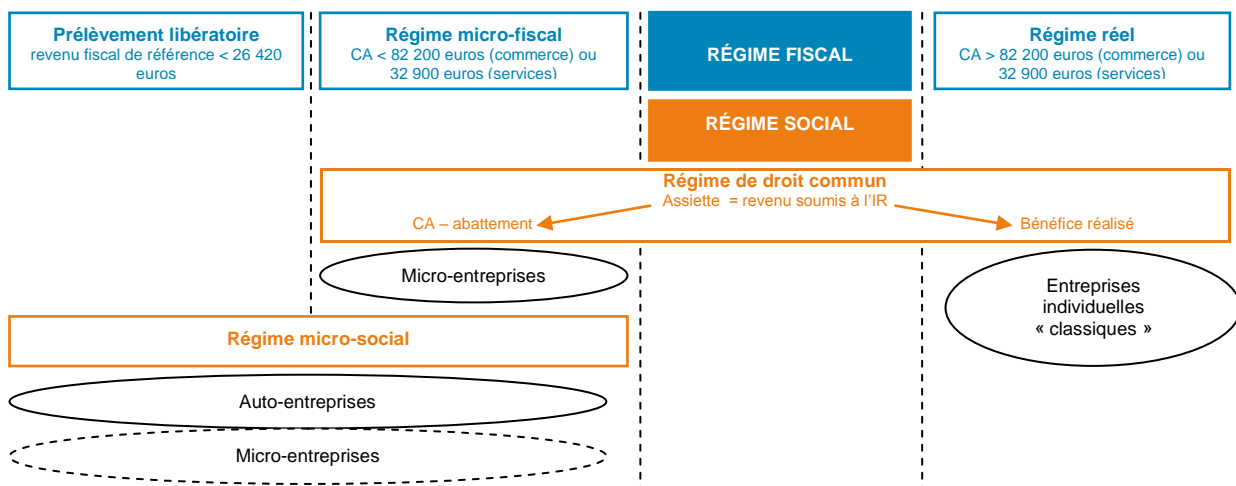 Prélèvement libératoire
revenu fiscal de référence < 26 420
euros
Régime micro-fiscal
CA < 82 200 euros (commerce) ou
32 900 euros (services)
RÉGIME FISCAL
Régime réel
CA > 82 200 euros (commerce) ou
32 900 euros (services)
RÉGIME SOCIAL
Régime de droit commun
Assiette = revenu soumis à l'IR
CA – abattement
Bénéfice réalisé
Micro-entreprises
Entreprises
individuelles
« classiques »
Régime micro-social
Auto-entreprises
Micro-entreprises